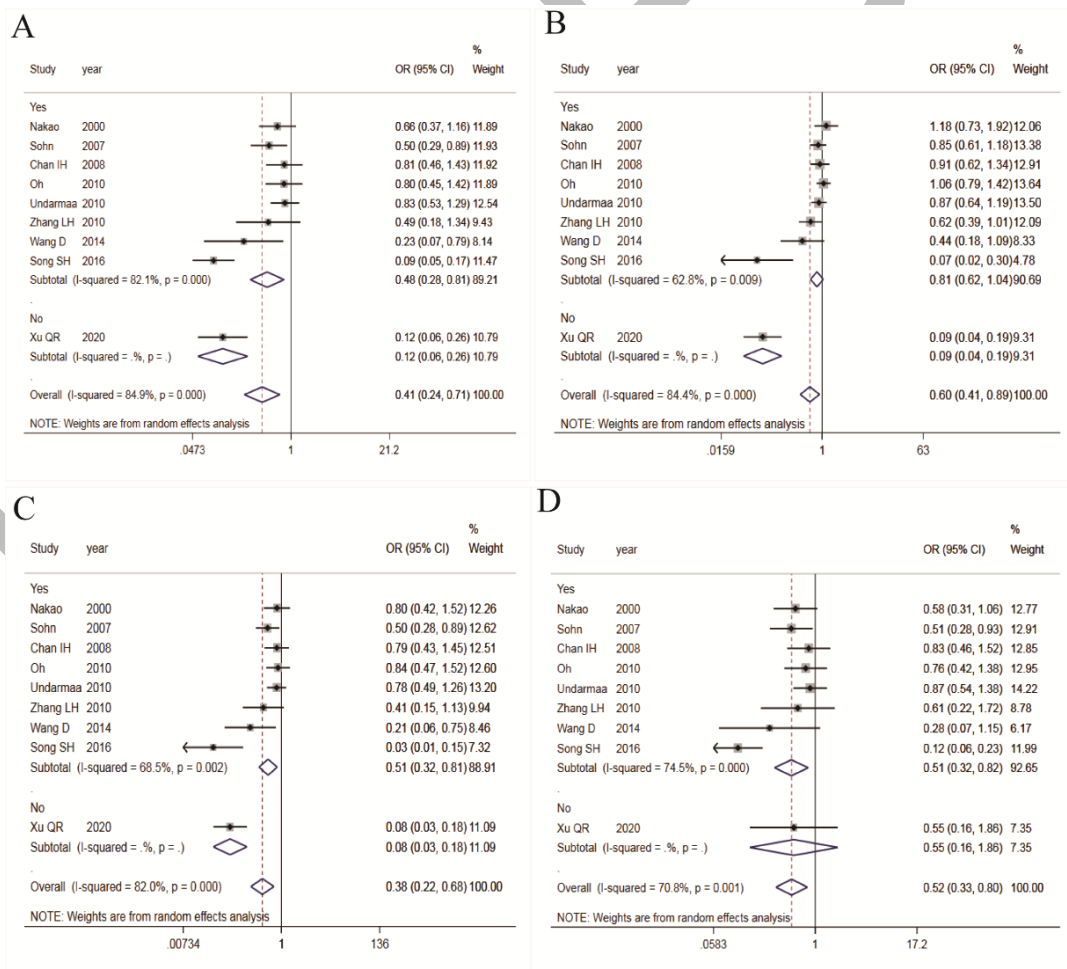 A
%
Study year OR (95% CI) Weight
Yes
Nakao 2000 0.66 (0.37, 1.16) 11.89
Sohn 2007 0.50 (0.29, 0.89) 11.93
Chan IH 2008 0.81 (0.46, 1.43) 11.92
Oh 2010 0.80 (0.45, 1.42) 11.89
Undarmaa 2010 0.83 (0.53, 1.29) 12.54
Zhang LH 2010 0.49 (0.18, 1.34) 9.43
Wang D 2014 0.23 (0.07, 0.79) 8.14
Song SH 2016 0.09 (0.05, 0.17) 11.47
Subtotal (I-squared = 82.1%, p = 0.000) 0.48 (0.28, 0.81) 89.21
.
No
Xu QR 2020 0.12 (0.06, 0.26) 10.79
Subtotal (I-squared = .%, p = .) 0.12 (0.06, 0.26) 10.79
.
Overall (I-squared = 84.9%, p = 0.000) 0.41 (0.24, 0.71) 100.00
NOTE: Weights are from random effects analysis
.0473 1 21.2
B
%
Study year OR (95% CI) Weight
Yes
Nakao 2000 1.18 (0.73, 1.92) 12.06
Sohn 2007 0.85 (0.61, 1.18) 13.38
Chan IH 2008 0.91 (0.62, 1.34) 12.91
Oh 2010 1.06 (0.79, 1.42) 13.64
Undarmaa 2010 0.87 (0.64, 1.19) 13.50
Zhang LH 2010 0.62 (0.39, 1.01) 12.09
Wang D 2014 0.44 (0.18, 1.09) 8.33
Song SH 2016 0.07 (0.02, 0.30) 4.78
Subtotal (I-squared = 62.8%, p = 0.009) 0.81 (0.62, 1.04) 90.69
.
No
Xu QR 2020 0.09 (0.04, 0.19) 9.31
Subtotal (I-squared = .%, p = .) 0.09 (0.04, 0.19) 9.31
.
Overall (I-squared = 84.4%, p = 0.000) 0.60 (0.41, 0.89) 100.00
NOTE: Weights are from random effects analysis
.0159 1 63
C
%
Study year OR (95% CI) Weight
Yes
Nakao 2000 0.80 (0.42, 1.52) 12.26
Sohn 2007 0.50 (0.28, 0.89) 12.62
Chan IH 2008 0.79 (0.43, 1.45) 12.51
Oh 2010 0.84 (0.47, 1.52) 12.60
Undarmaa 2010 0.78 (0.49, 1.26) 13.20
Zhang LH 2010 0.41 (0.15, 1.13) 9.94
Wang D 2014 0.21 (0.06, 0.75) 8.46
Song SH 2016 0.03 (0.01, 0.15) 7.32
Subtotal (I-squared = 68.5%, p = 0.002) 0.51 (0.32, 0.81) 88.91
.
No
Xu QR 2020 0.08 (0.03, 0.18) 11.09
Subtotal (I-squared = .%, p = .) 0.08 (0.03, 0.18) 11.09
.
Overall (I-squared = 82.0%, p = 0.000) 0.38 (0.22, 0.68) 100.00
NOTE: Weights are from random effects analysis
.00734 1 136
D
%
Study year OR (95% CI) Weight
Yes
Nakao 2000 0.58 (0.31, 1.06) 12.77
Sohn 2007 0.51 (0.28, 0.93) 12.91
Chan IH 2008 0.83 (0.46, 1.52) 12.85
Oh 2010 0.76 (0.42, 1.38) 12.95
Undarmaa 2010 0.87 (0.54, 1.38) 14.22
Zhang LH 2010 0.61 (0.22, 1.72) 8.78
Wang D 2014 0.28 (0.07, 1.15) 6.17
Song SH 2016 0.12 (0.06, 0.23) 11.99
Subtotal (I-squared = 74.5%, p = 0.000) 0.51 (0.32, 0.82) 92.65
.
No
Xu QR 2020 0.55 (0.16, 1.86) 7.35
Subtotal (I-squared = .%, p = .) 0.55 (0.16, 1.86) 7.35
.
Overall (I-squared = 70.8%, p = 0.001) 0.52 (0.33, 0.80) 100.00
NOTE: Weights are from random effects analysis
.0583 1 17.2